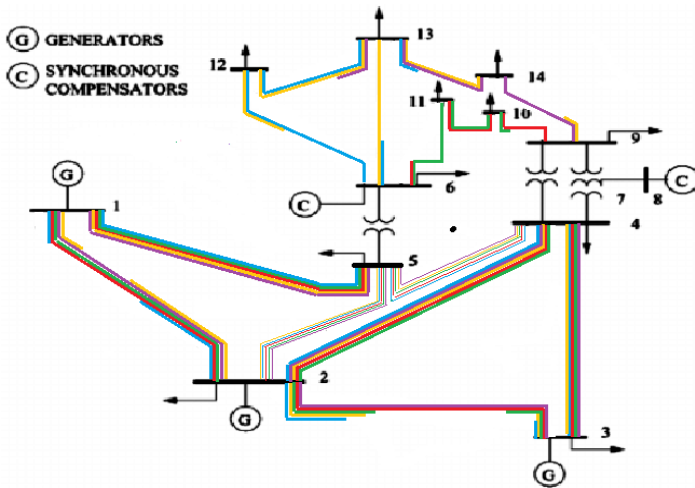 G GENERATORS
C SYNCHRONOUS
COMPENSATORS
13
12
14
11
10
9
G
C
6
7
8
C
1
4
5
2
G
3
G